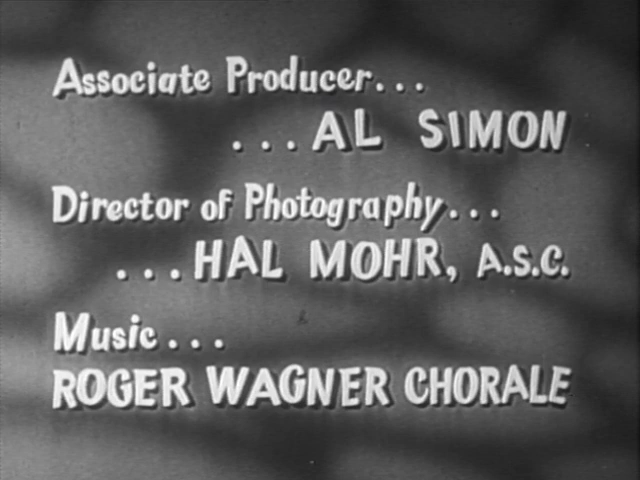 Associate Producer...
...AL SIMON
Director of Photography...
...HAL MOHR, A.S.C.
Music...
ROGER WAGNER CHORALE